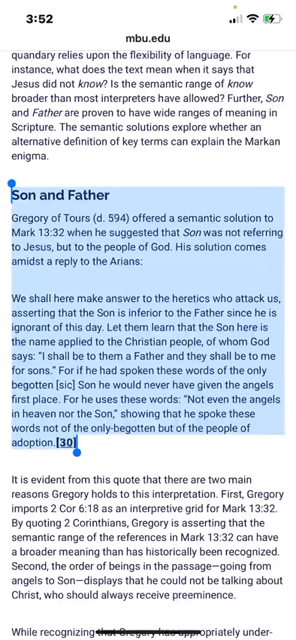 3:52
mbu.edu
quandary relies upon the flexibility of language. For
instance, what does the text mean when it says that
Jesus did not know? Is the semantic range of know
broader than most interpreters have allowed? Further, Son
and Father are proven to have wide ranges of meaning in
Scripture. The semantic solutions explore whether an
alternative definition of key terms can explain the Markan
enigma.
Son and Father
Gregory of Tours (d. 594) offered a semantic solution to
Mark 13:32 when he suggested that Son was not referring
to Jesus, but to the people of God. His solution comes
amidst a reply to the Arians:
We shall here make answer to the heretics who attack us,
asserting that the Son is inferior to the Father since he is
ignorant of this day. Let them learn that the Son here is
the name applied to the Christian people, of whom God
says: “I shall be to them a Father and they shall be to me
for sons.” For if he had spoken these words of the only
begotten [sic] Son he would never have given the angels
first place. For he uses these words: “Not even the angels
in heaven nor the Son,” showing that he spoke these
words not of the only-begotten but of the people of
adoption.[30]
It is evident from this quote that there are two main
reasons Gregory holds to this interpretation. First, Gregory
imports 2 Cor 6:18 as an interpretive grid for Mark 13:32.
By quoting 2 Corinthians, Gregory is asserting that the
semantic range of the references in Mark 13:32 can have
a broader meaning than has historically been recognized.
Second, the order of beings in the passage—going from
angels to Son—displays that he could not be talking about
Christ, who should always receive preeminence.
While recognizing that Gregory has appropriately under-